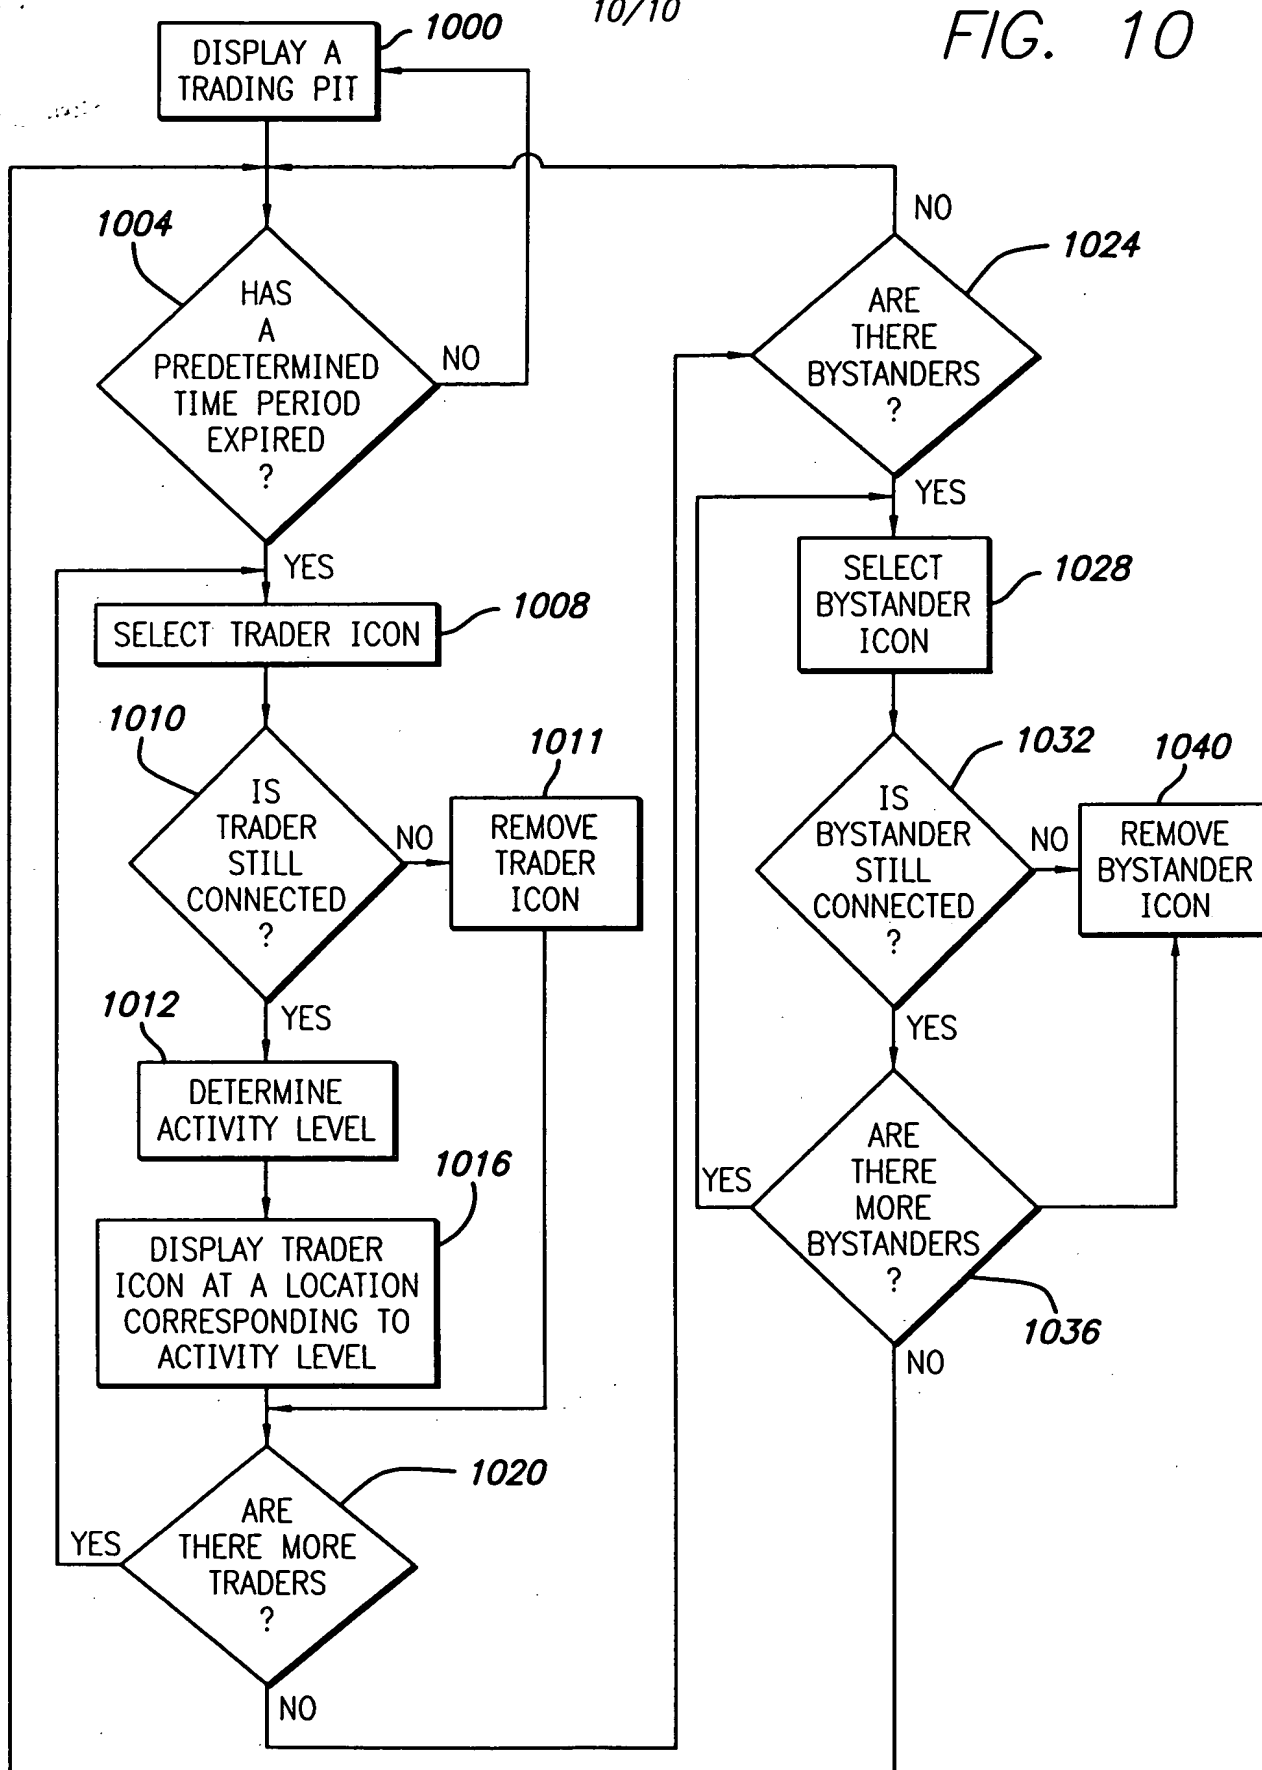 10/10
FIG. 10
1000
DISPLAY A
TRADING PIT
1004
HAS
A
PREDETERMINED
TIME PERIOD
EXPIRED
?
NO
YES
1008
SELECT TRADER ICON
1010
IS
TRADER
STILL
CONNECTED
?
NO
1011
REMOVE
TRADER
ICON
YES
1012
DETERMINE
ACTIVITY LEVEL
1016
DISPLAY TRADER
ICON AT A LOCATION
CORRESPONDING TO
ACTIVITY LEVEL
1020
ARE
THERE MORE
TRADERS
?
YES
NO
NO
1024
ARE
THERE
BYSTANDERS
?
YES
1028
SELECT
BYSTANDER
ICON
1032
IS
BYSTANDER
STILL
CONNECTED
?
NO
1040
REMOVE
BYSTANDER
ICON
YES
ARE
THERE
MORE
BYSTANDERS
?
YES
1036
NO